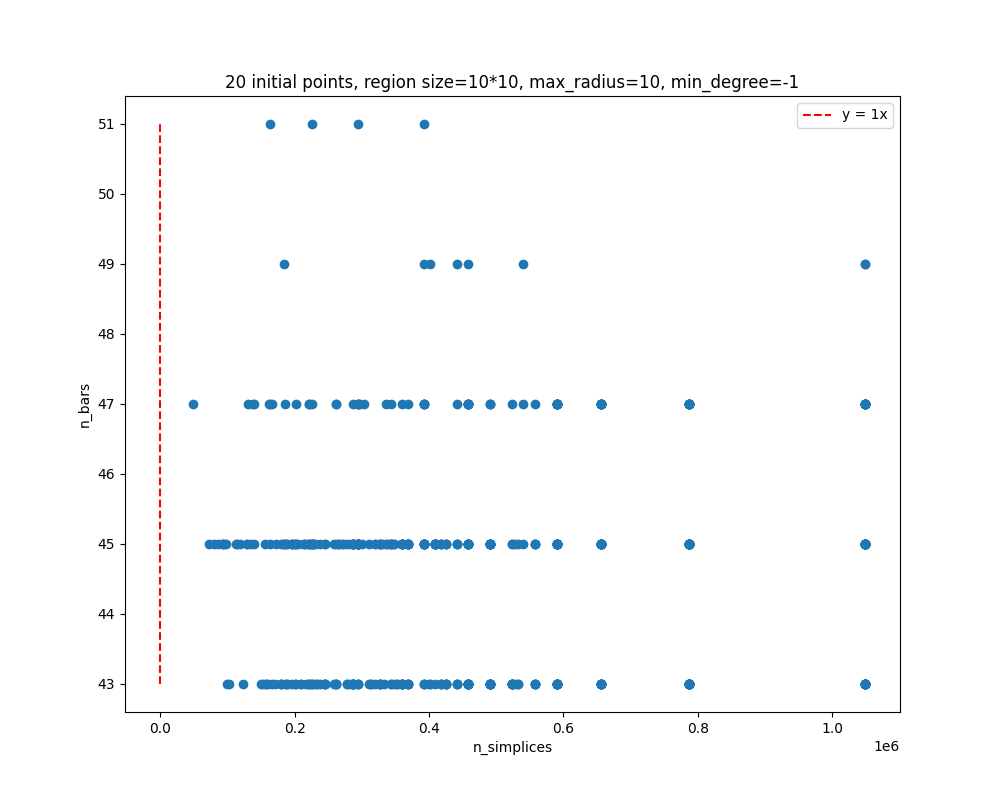 20 initial points, region size=10*10, max_radius=10, min_degree=-1
y = 1x
51
50
49
48
47
46
45
44
43
n_bars
0.0 0.2 0.4 0.6 0.8 1.0
1e6
n_simplices